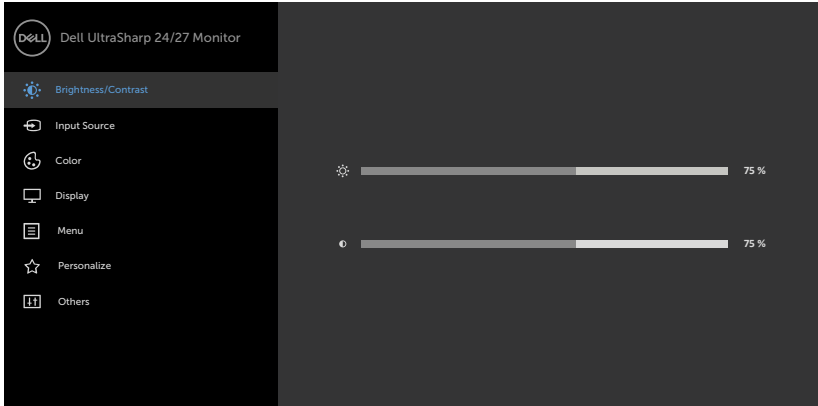 DELL
Dell UltraSharp 24/27 Monitor
Brightness/Contrast
Input Source
Color
Display
Menu
Personalize
Others
75 %
75 %